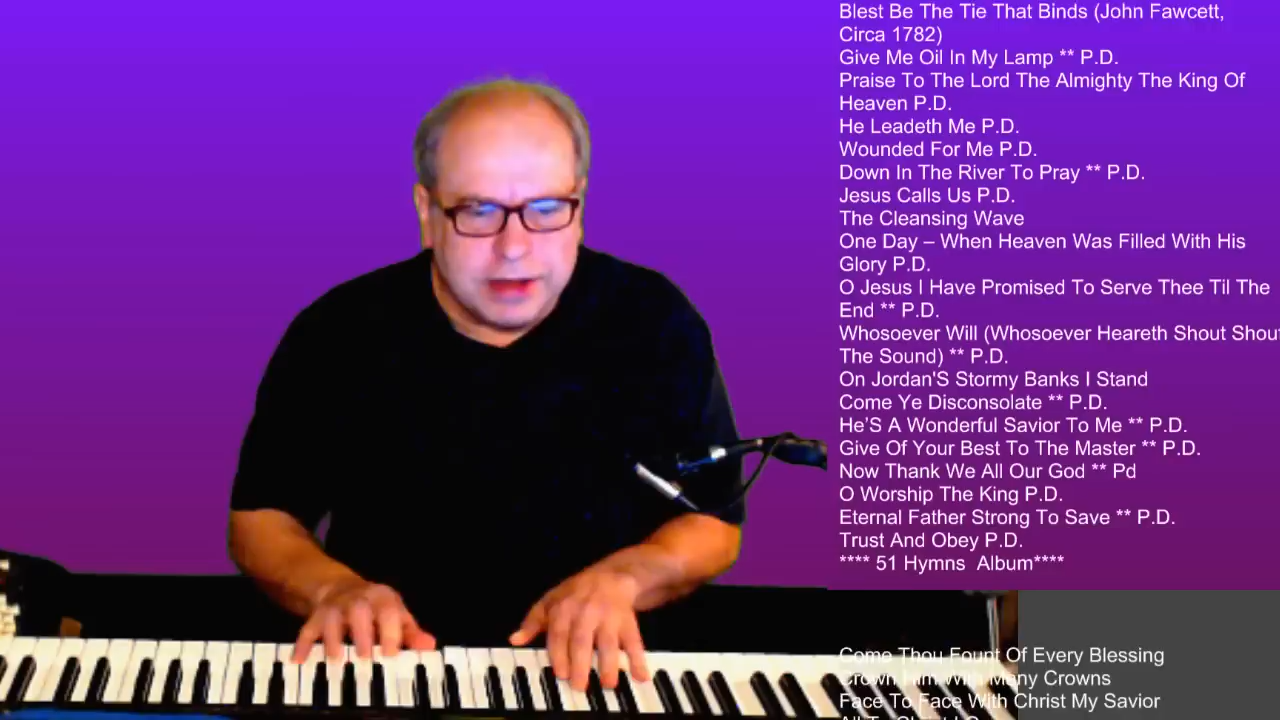 Blest Be The Tie That Binds (John Fawcett,
Circa 1782)
Give Me Oil In My Lamp ** P.D.
Praise To The Lord The Almighty The King Of
Heaven P.D.
He Leadeth Me P.D.
Wounded For Me P.D.
Down In The River To Pray ** P.D.
Jesus Calls Us P.D.
The Cleansing Wave
One Day – When Heaven Was Filled With His
Glory P.D.
O Jesus I Have Promised To Serve Thee Til The
End ** P.D.
Whosoever Will (Whosoever Heareth Shout Shout
The Sound) ** P.D.
On Jordan'S Stormy Banks I Stand
Come Ye Disconsolate ** P.D.
He’S A Wonderful Savior To Me ** P.D.
Give Of Your Best To The Master ** P.D.
Now Thank We All Our God ** Pd
O Worship The King P.D.
Eternal Father Strong To Save ** P.D.
Trust And Obey P.D.
**** 51 Hymns  Album****
Come Thou Fount Of Every Blessing
Crown Him With Many Crowns
Face To Face With Christ My Savior